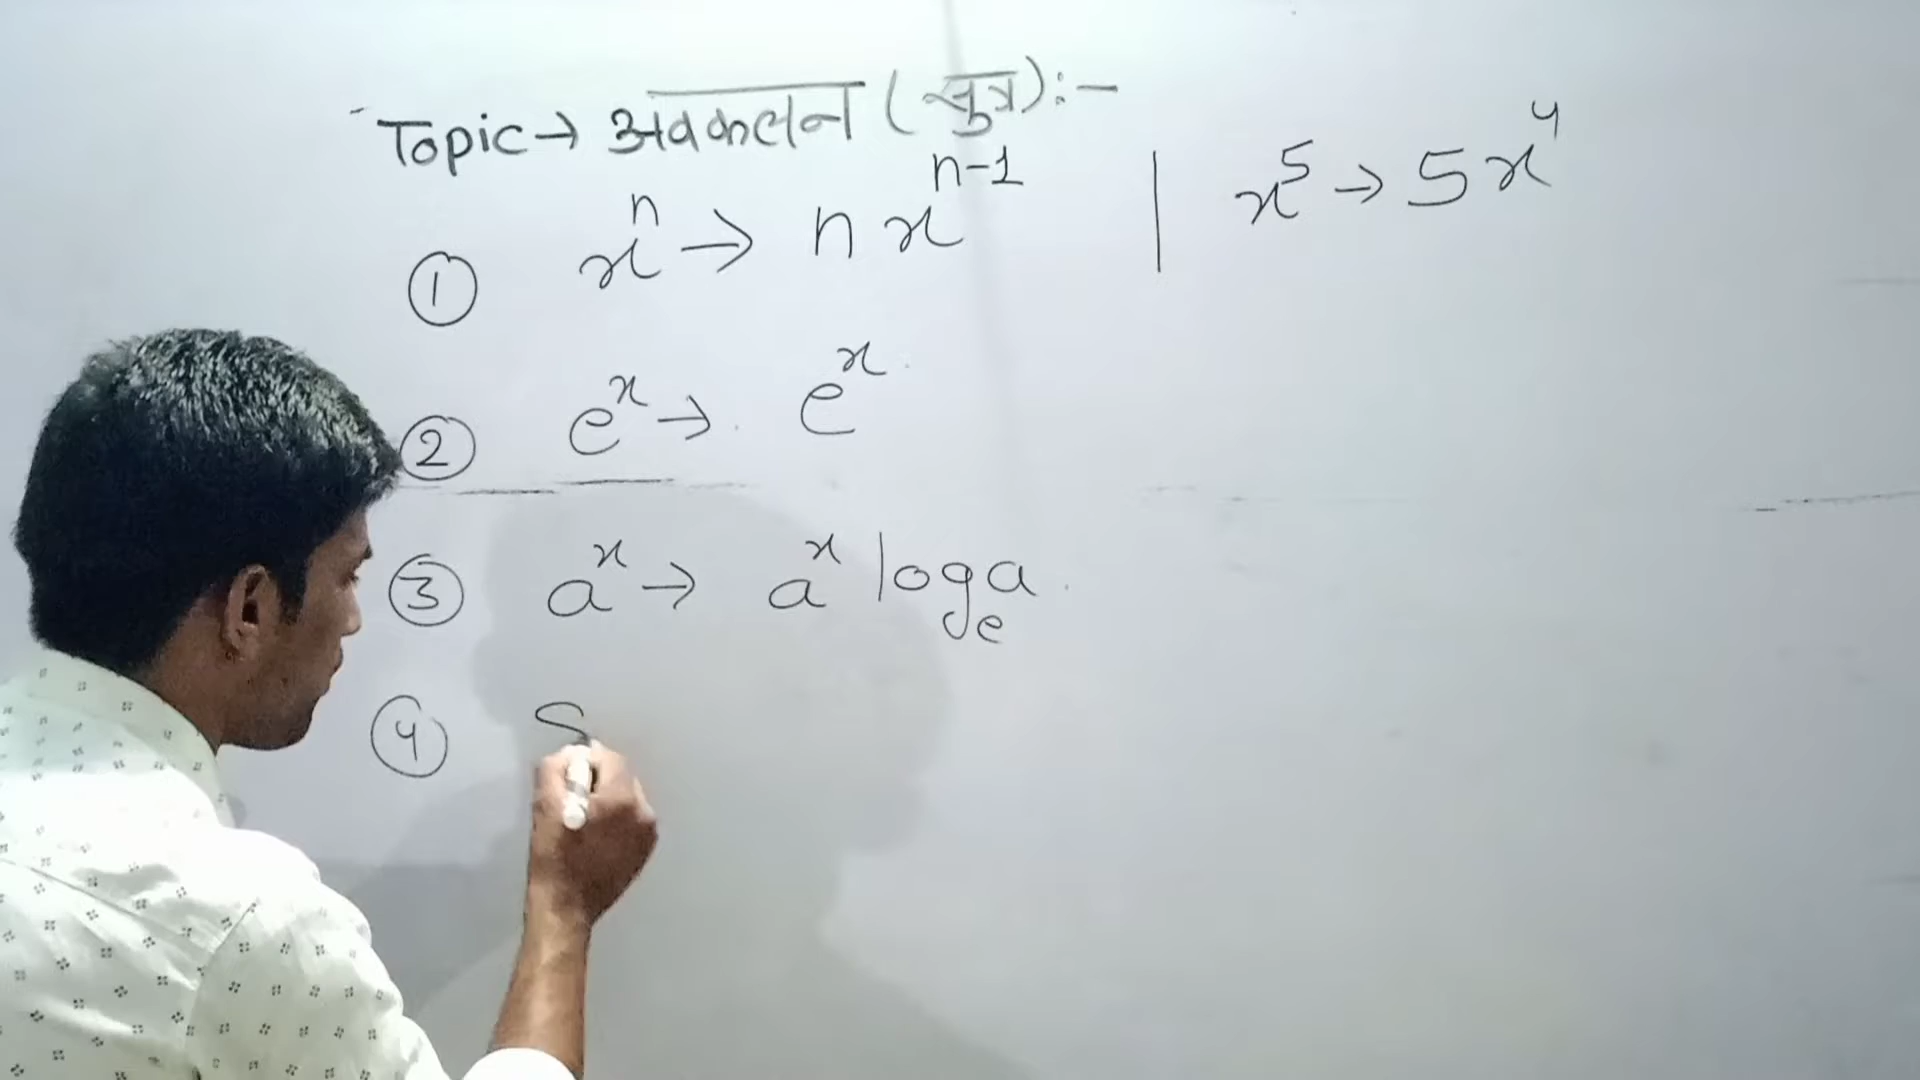 Topic → अवकलन (सुत्र):-
① xⁿ → n xⁿ⁻¹ | x⁵ → 5x⁴
② eˣ → eˣ
③ aˣ → aˣ logₑa
④ S